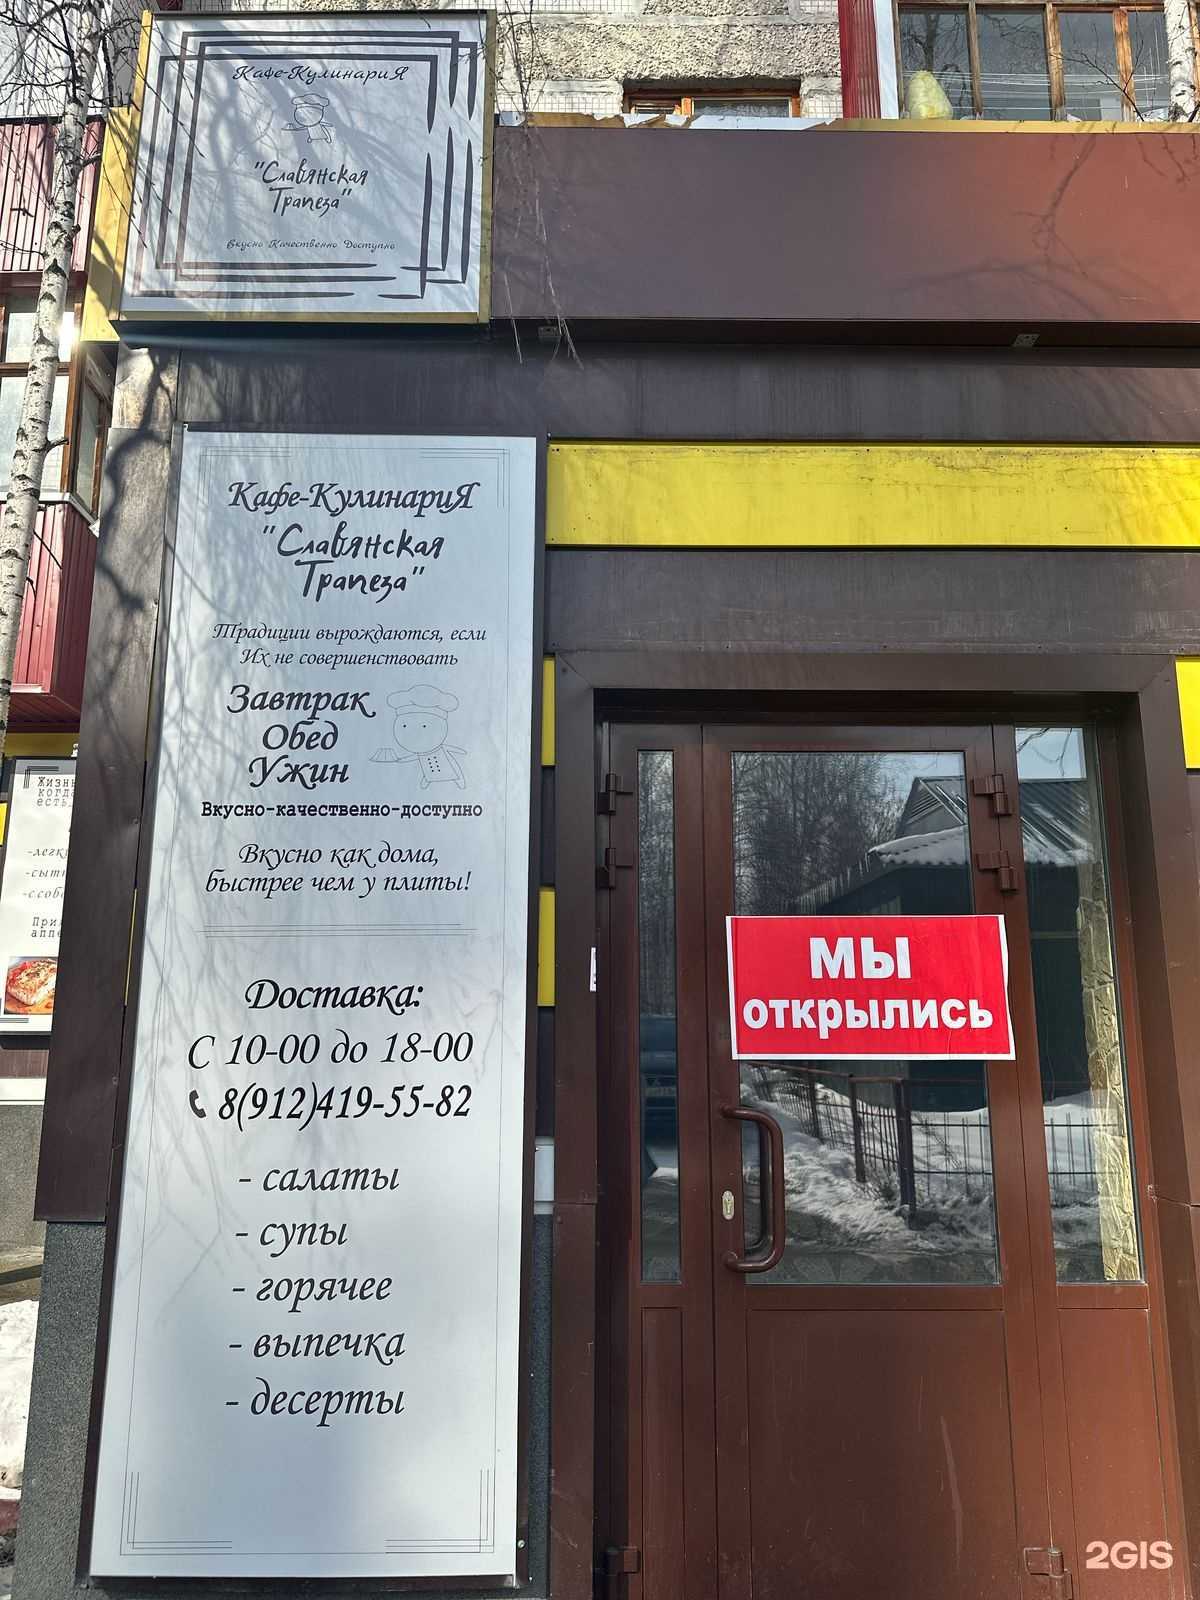 Кафе-КулинариЯ
"Славянская
Трапеза"
Вкусно Качественно Доступно
Кафе-КулинариЯ
"Славянская
Трапеза"
Традиции вырождаются, если
Их не совершенствовать
Завтрак
Обед
Ужин
Вкусно-качественно-доступно
Вкусно как дома,
быстрее чем у плиты!
Доставка:
С 10-00 до 18-00
8(912)419-55-82
- салаты
- супы
- горячее
- выпечка
- десерты
МЫ
ОТКРЫЛИСЬ
когда
есть
2GIS